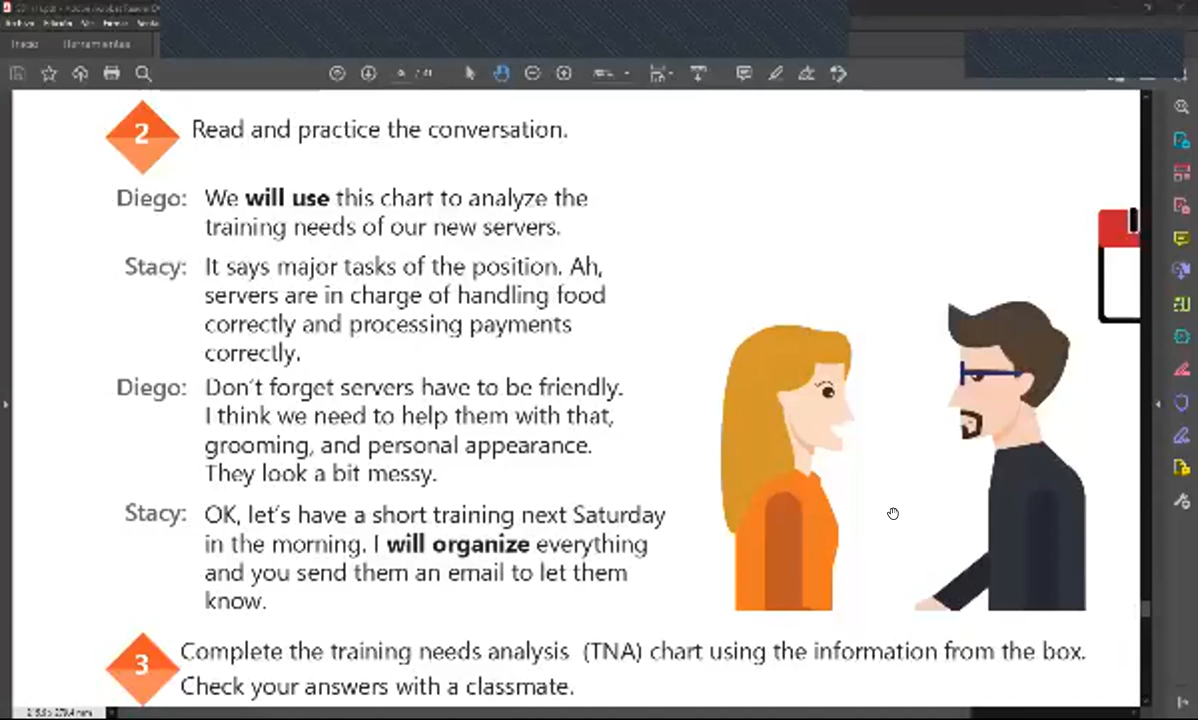 Inicio Herramientas
2 Read and practice the conversation.
Diego: We will use this chart to analyze the
training needs of our new servers.
Stacy: It says major tasks of the position. Ah,
servers are in charge of handling food
correctly and processing payments
correctly.
Diego: Don't forget servers have to be friendly.
I think we need to help them with that,
grooming, and personal appearance.
They look a bit messy.
Stacy: OK, let's have a short training next Saturday
in the morning. I will organize everything
and you send them an email to let them
know.
3 Complete the training needs analysis (TNA) chart using the information from the box.
Check your answers with a classmate.